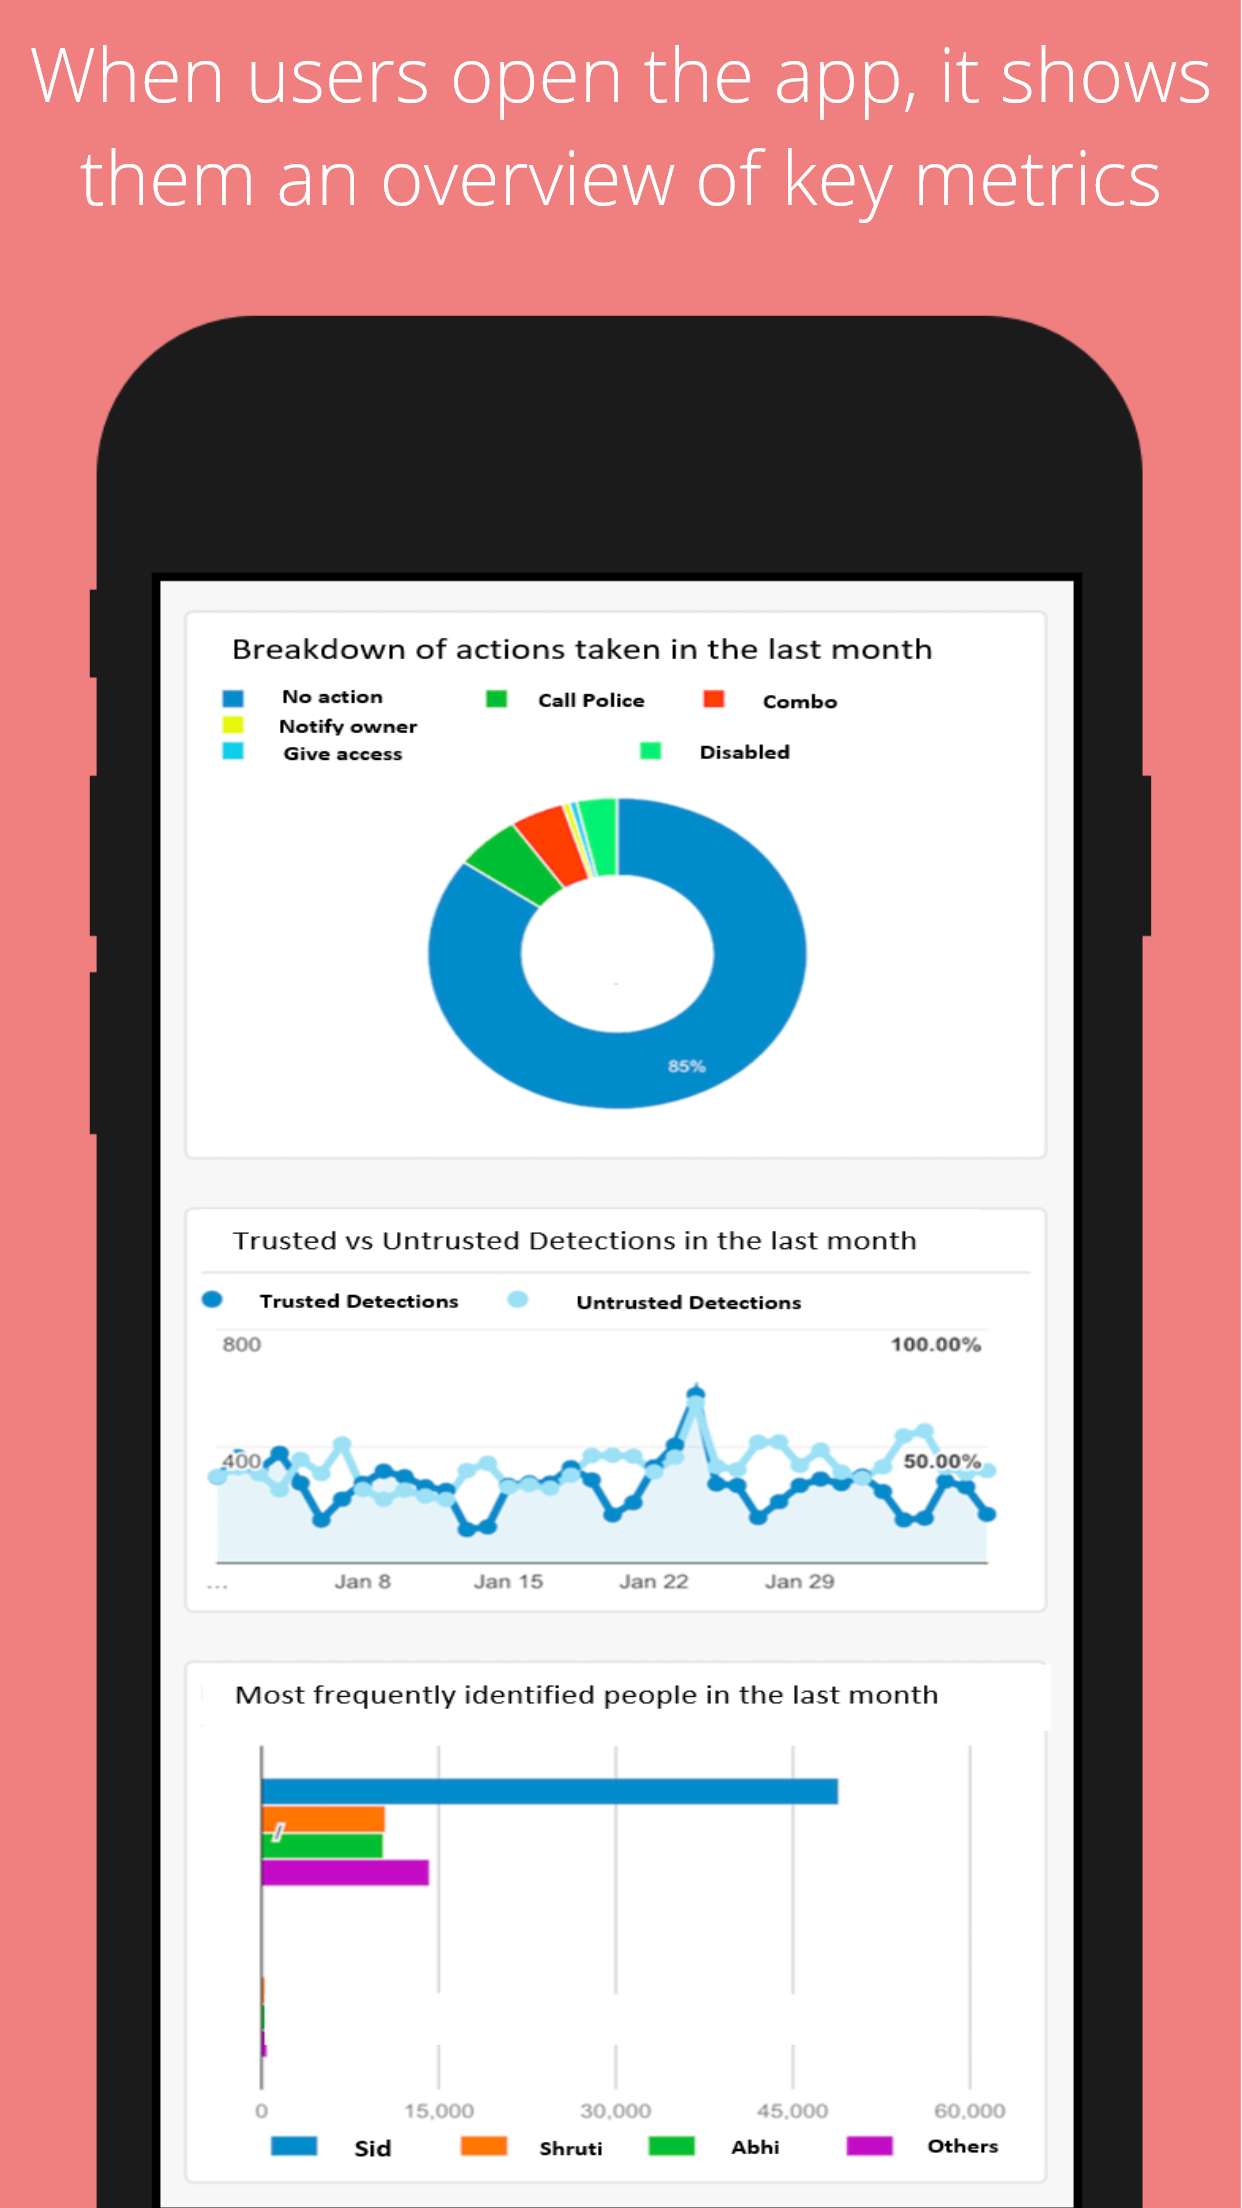 When users open the app, it shows
them an overview of key metrics
Breakdown of actions taken in the last month
No action Call Police Combo
Notify owner
Give access Disabled
85%
Trusted vs Untrusted Detections in the last month
Trusted Detections Untrusted Detections
800 100.00%
400 50.00%
... Jan 8 Jan 15 Jan 22 Jan 29
Most frequently identified people in the last month
0 15,000 30,000 45,000 60,000
Sid Shruti Abhi Others